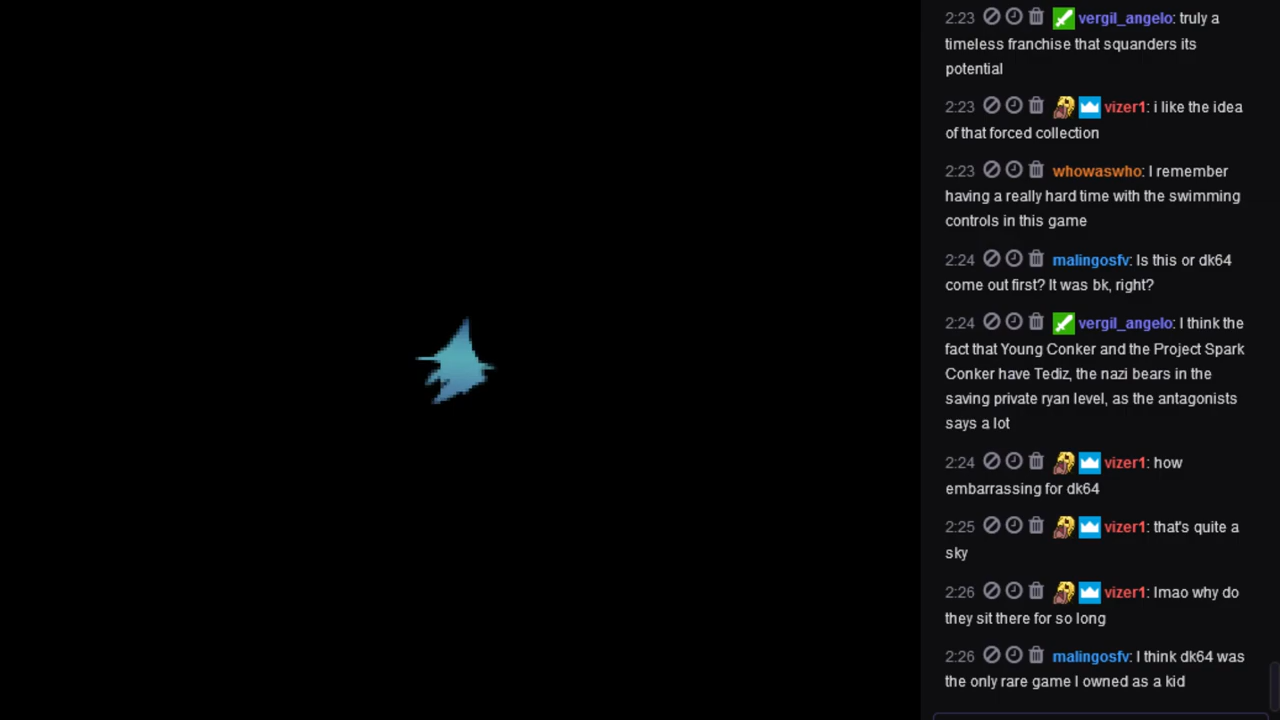 2:23 vergil_angelo: truly a
timeless franchise that squanders its
potential
2:23 vizer1: i like the idea
of that forced collection
2:23 whowaswho: I remember
having a really hard time with the swimming
controls in this game
2:24 malingosfv: Is this or dk64
come out first? It was bk, right?
2:24 vergil_angelo: I think the
fact that Young Conker and the Project Spark
Conker have Tediz, the nazi bears in the
saving private ryan level, as the antagonists
says a lot
2:24 vizer1: how
embarrassing for dk64
2:25 vizer1: that's quite a
sky
2:26 vizer1: lmao why do
they sit there for so long
2:26 malingosfv: I think dk64 was
the only rare game I owned as a kid